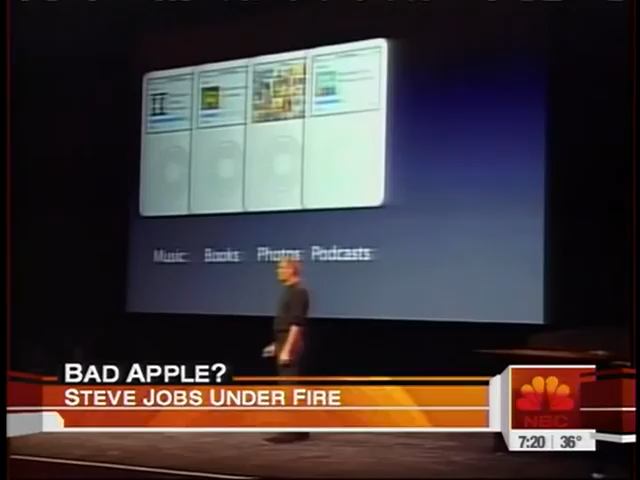 Music Books Photos Podcasts
BAD APPLE?
STEVE JOBS UNDER FIRE
NBC
7:20 36°